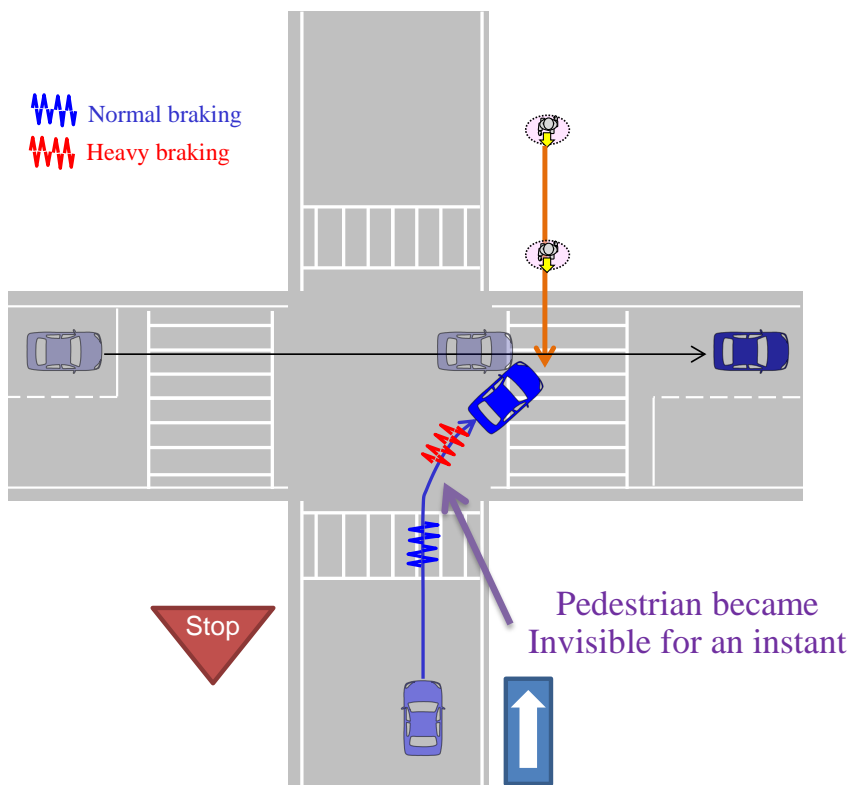 Normal braking
Heavy braking
Stop
Pedestrian became
Invisible for an instant